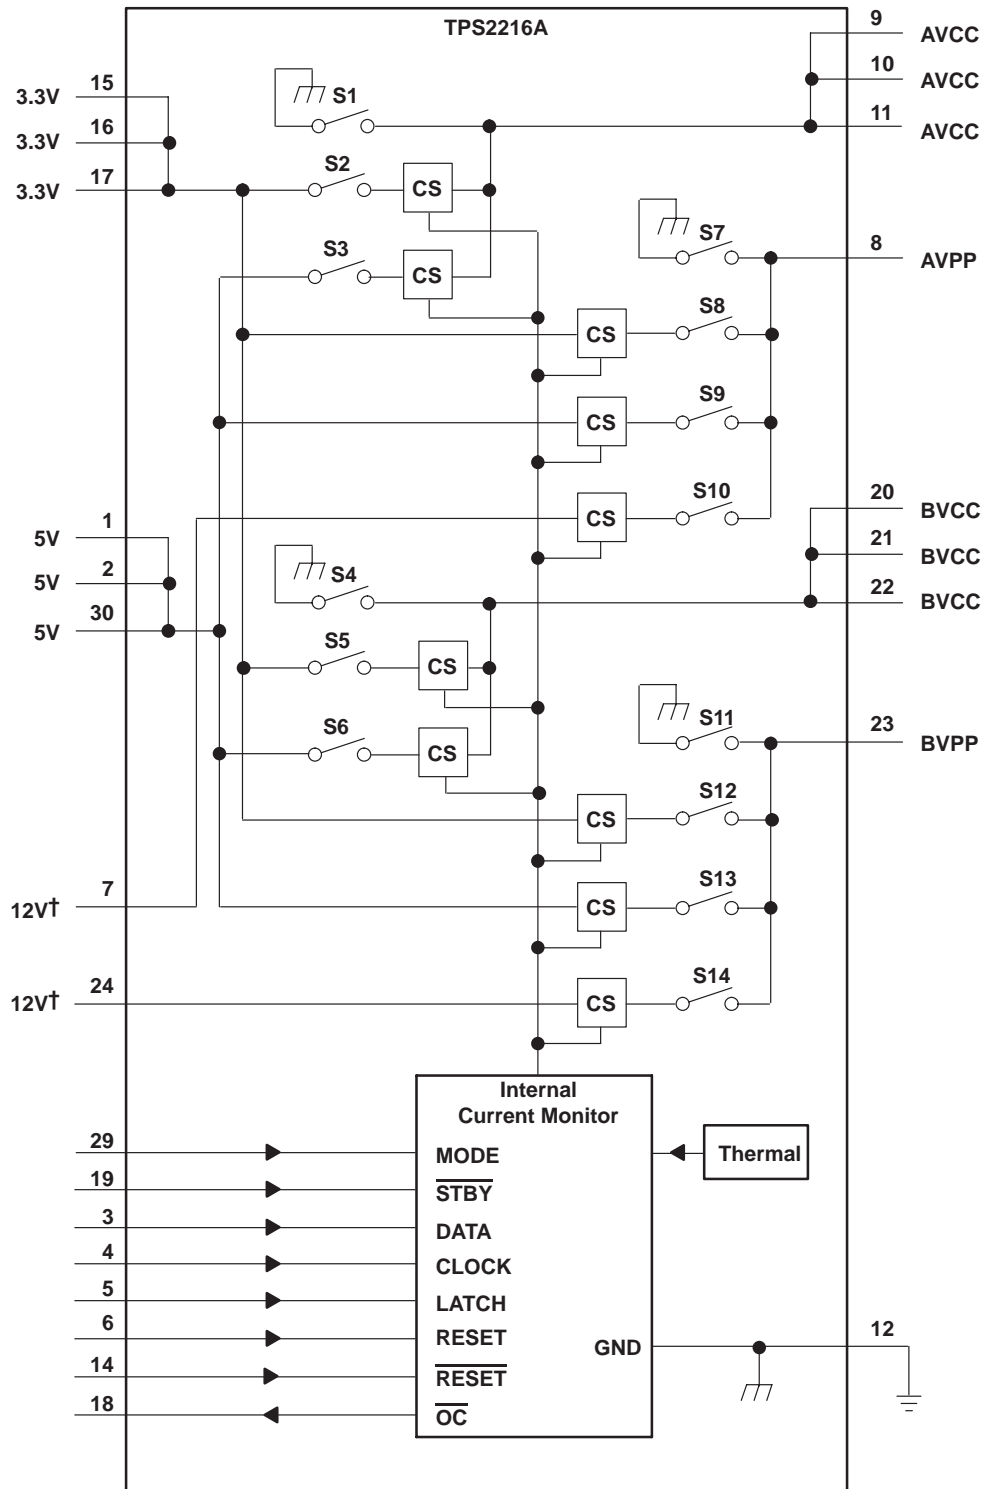 TPS2216A
9
AVCC
10
AVCC
11
AVCC
15
3.3V
16
3.3V
17
3.3V
S1
S2
CS
S3
CS
S7
8
AVPP
S8
CS
S9
CS
S10
CS
1
5V
2
5V
30
5V
20
BVCC
21
BVCC
22
BVCC
S4
S5
CS
S6
CS
S11
23
BVPP
S12
CS
S13
CS
7
12V†
S14
CS
24
12V†
Internal
Current Monitor
Thermal
29
MODE
19
STBY
3
DATA
4
CLOCK
5
LATCH
6
RESET
14
RESET
18
OC
GND
12